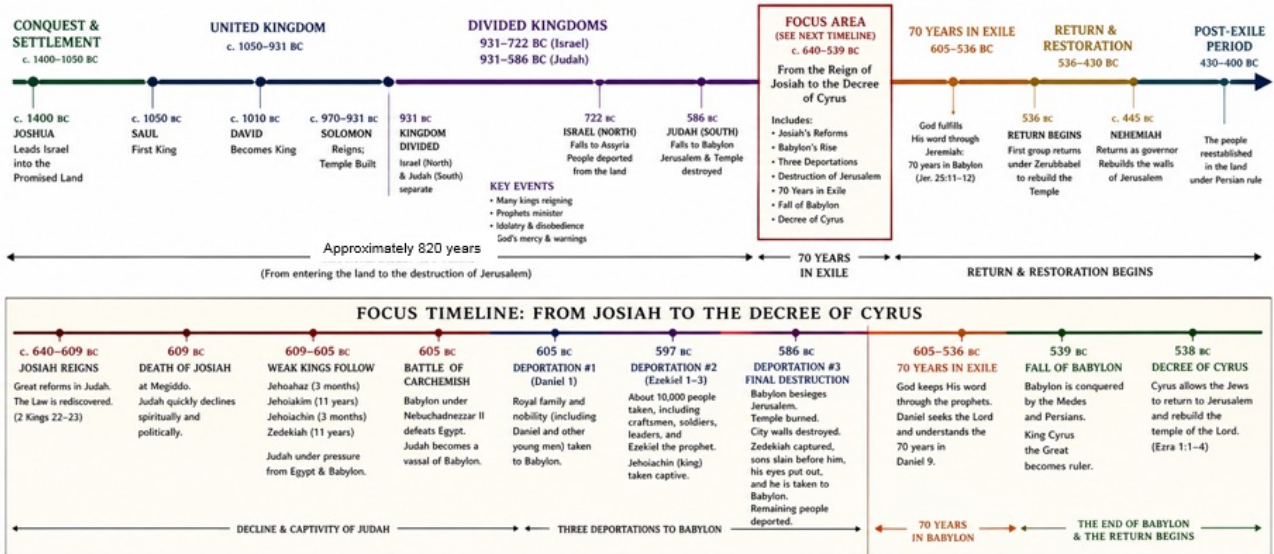 CONQUEST &
SETTLEMENT
c. 1400–1050 BC
UNITED KINGDOM
c. 1050–931 BC
DIVIDED KINGDOMS
931–722 BC (Israel)
931–586 BC (Judah)
FOCUS AREA
(SEE NEXT TIMELINE)
c. 640–539 BC
From the Reign of
Josiah to the Decree
of Cyrus
Includes:
• Josiah's Reforms
• Babylon's Rise
• Three Deportations
• Destruction of Jerusalem
• 70 Years in Exile
• Fall of Babylon
• Decree of Cyrus
70 YEARS IN EXILE
605–536 BC
RETURN &
RESTORATION
536–430 BC
POST-EXILE
PERIOD
430–400 BC
c. 1400 BC
JOSHUA
Leads Israel
into the
Promised Land
c. 1050 BC
SAUL
First King
c. 1010 BC
DAVID
Becomes King
c. 970–931 BC
SOLOMON
Reigns;
Temple Built
931 BC
KINGDOM
DIVIDED
Israel (North)
& Judah (South)
separate
KEY EVENTS
• Many kings reigning
• Prophets minister
• Idolatry & disobedience
God's mercy & warnings
722 BC
ISRAEL (NORTH)
Falls to Assyria
People deported
from the land
586 BC
JUDAH (SOUTH)
Falls to Babylon
Jerusalem & Temple
destroyed
God fulfills
His word through
Jeremiah:
70 years in Babylon
(Jer. 25:11–12)
536 BC
RETURN BEGINS
First group returns
under Zerubbabel
to rebuild the
Temple
c. 445 BC
NEHEMIAH
Returns as governor
Rebuilds the walls
of Jerusalem
The people
reestablished
in the land
under Persian rule
Approximately 820 years
(From entering the land to the destruction of Jerusalem)
70 YEARS
IN EXILE
RETURN & RESTORATION BEGINS
FOCUS TIMELINE: FROM JOSIAH TO THE DECREE OF CYRUS
c. 640–609 BC
JOSIAH REIGNS
Great reforms in Judah.
The Law is rediscovered.
(2 Kings 22–23)
609 BC
DEATH OF JOSIAH
at Megiddo.
Judah quickly declines
spiritually and
politically.
609–605 BC
WEAK KINGS FOLLOW
Jehoahaz (3 months)
Jehoiakim (11 years)
Jehoiachin (3 months)
Zedekiah (11 years)
Judah under pressure
from Egypt & Babylon.
605 BC
BATTLE OF
CARCHEMISH
Babylon under
Nebuchadnezzar II
defeats Egypt.
Judah becomes a
vassal of Babylon.
605 BC
DEPORTATION #1
(Daniel 1)
Royal family and
nobility (including
Daniel and other
young men) taken
to Babylon.
597 BC
DEPORTATION #2
(Ezekiel 1–3)
About 10,000 people
taken, including
craftsmen, soldiers,
leaders, and
Ezekiel the prophet.
Jehoiachin (king)
taken captive.
586 BC
DEPORTATION #3
FINAL DESTRUCTION
Babylon besieges
Jerusalem.
Temple burned.
City walls destroyed.
Zedekiah captured,
sons slain before him,
his eyes put out,
and he is taken to
Babylon.
Remaining people
deported.
605–536 BC
70 YEARS IN EXILE
God keeps His word
through the prophets.
Daniel seeks the Lord
and understands the
70 years in
Daniel 9.
539 BC
FALL OF BABYLON
Babylon is conquered
by the Medes
and Persians.
King Cyrus
the Great
becomes ruler.
538 BC
DECREE OF CYRUS
Cyrus allows the Jews
to return to Jerusalem
and rebuild the
temple of the Lord.
(Ezra 1:1–4)
DECLINE & CAPTIVITY OF JUDAH
THREE DEPORTATIONS TO BABYLON
70 YEARS
IN BABYLON
THE END OF BABYLON
& THE RETURN BEGINS